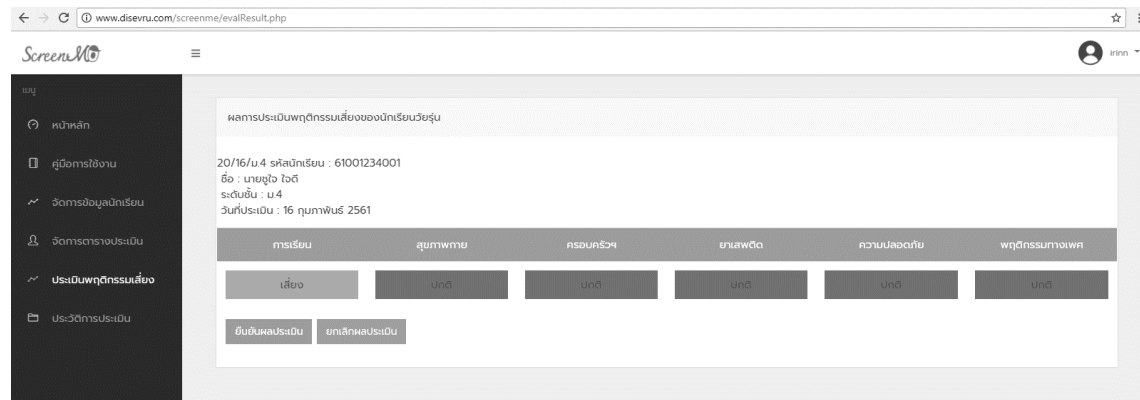 www.disevru.com/screenme/evalResult.php
ScreenMe
irinn
เมนู
หน้าหลัก
คู่มือการใช้งาน
จัดการข้อมูลนักเรียน
จัดการตารางประเมิน
ประเมินพฤติกรรมเสี่ยง
ประวัติการประเมิน
ผลการประเมินพฤติกรรมเสี่ยงของนักเรียนวัยรุ่น
20/16/ม.4 รหัสนักเรียน : 61001234001
ชื่อ : นายชูใจ ใจดี
ระดับชั้น : ม.4
วันที่ประเมิน : 16 กุมภาพันธ์ 2561
การเรียน สุขภาพกาย ครอบครัวฯ ยาเสพติด ความปลอดภัย พฤติกรรมทางเพศ
เสี่ยง ปกติ ปกติ ปกติ ปกติ ปกติ
ยืนยันผลประเมิน ยกเลิกผลประเมิน